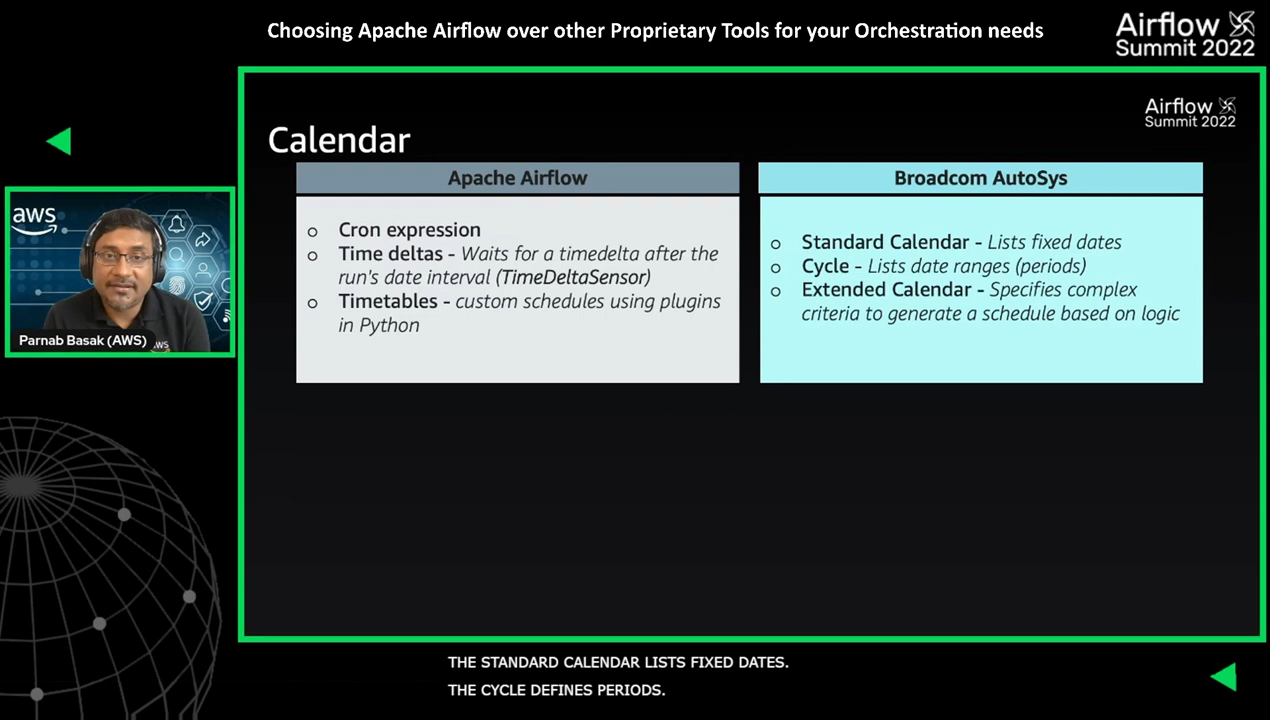 Choosing Apache Airflow over other Proprietary Tools for your Orchestration needs
Airflow
Summit 2022
Airflow
Summit 2022
Calendar
Apache Airflow
Cron expression
Time deltas - Waits for a timedelta after the
run's date interval (TimeDeltaSensor)
Timetables - custom schedules using plugins
in Python
Broadcom AutoSys
Standard Calendar - Lists fixed dates
Cycle - Lists date ranges (periods)
Extended Calendar - Specifies complex
criteria to generate a schedule based on logic
aws
Parnab Basak (AWS)
THE STANDARD CALENDAR LISTS FIXED DATES.
THE CYCLE DEFINES PERIODS.